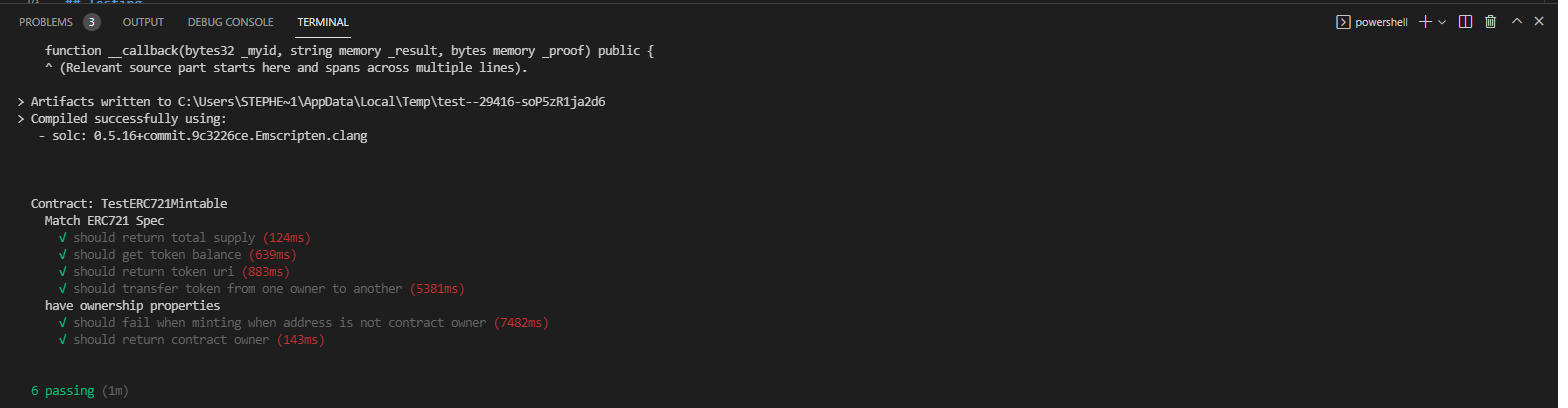 ## Testing
PROBLEMS 3 OUTPUT DEBUG CONSOLE TERMINAL powershell
function __callback(bytes32 _myid, string memory _result, bytes memory _proof) public {
^ (Relevant source part starts here and spans across multiple lines).
> Artifacts written to C:\Users\STEPHE~1\AppData\Local\Temp\test--29416-soP5zR1ja2d6
> Compiled successfully using:
- solc: 0.5.16+commit.9c3226ce.Emscripten.clang
Contract: TestERC721Mintable
Match ERC721 Spec
√ should return total supply (124ms)
√ should get token balance (639ms)
√ should return token uri (883ms)
√ should transfer token from one owner to another (5381ms)
have ownership properties
√ should fail when minting when address is not contract owner (7482ms)
√ should return contract owner (143ms)
6 passing (1m)